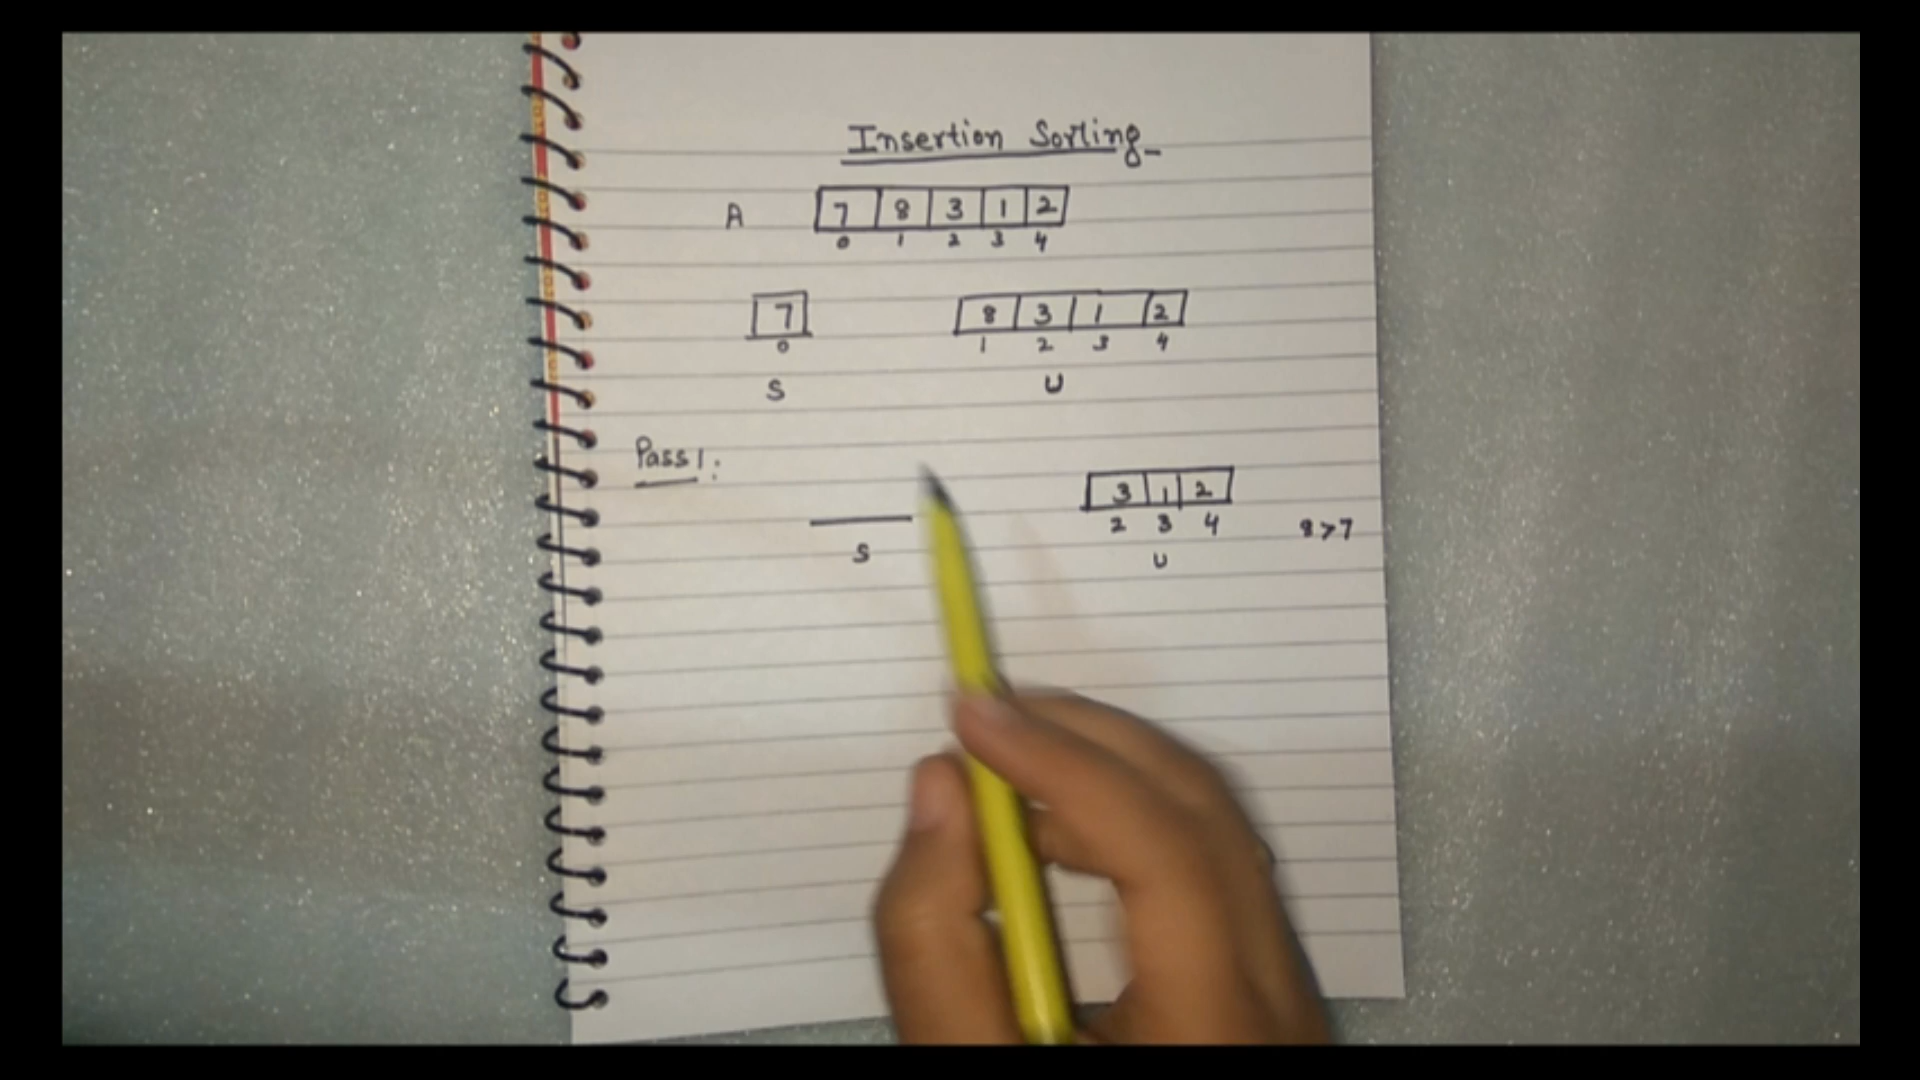 Insertion Sorting
A 7 8 3 1 2
0 1 2 3 4
7 8 3 1 2
0 1 2 3 4
S U
Pass 1:
3 1 2
2 3 4 8>7
S U